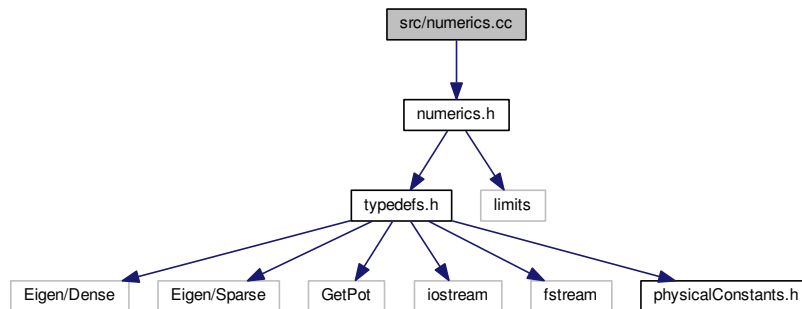 src/numerics.cc
numerics.h
typedefs.h
limits
Eigen/Dense
Eigen/Sparse
GetPot
iostream
fstream
physicalConstants.h